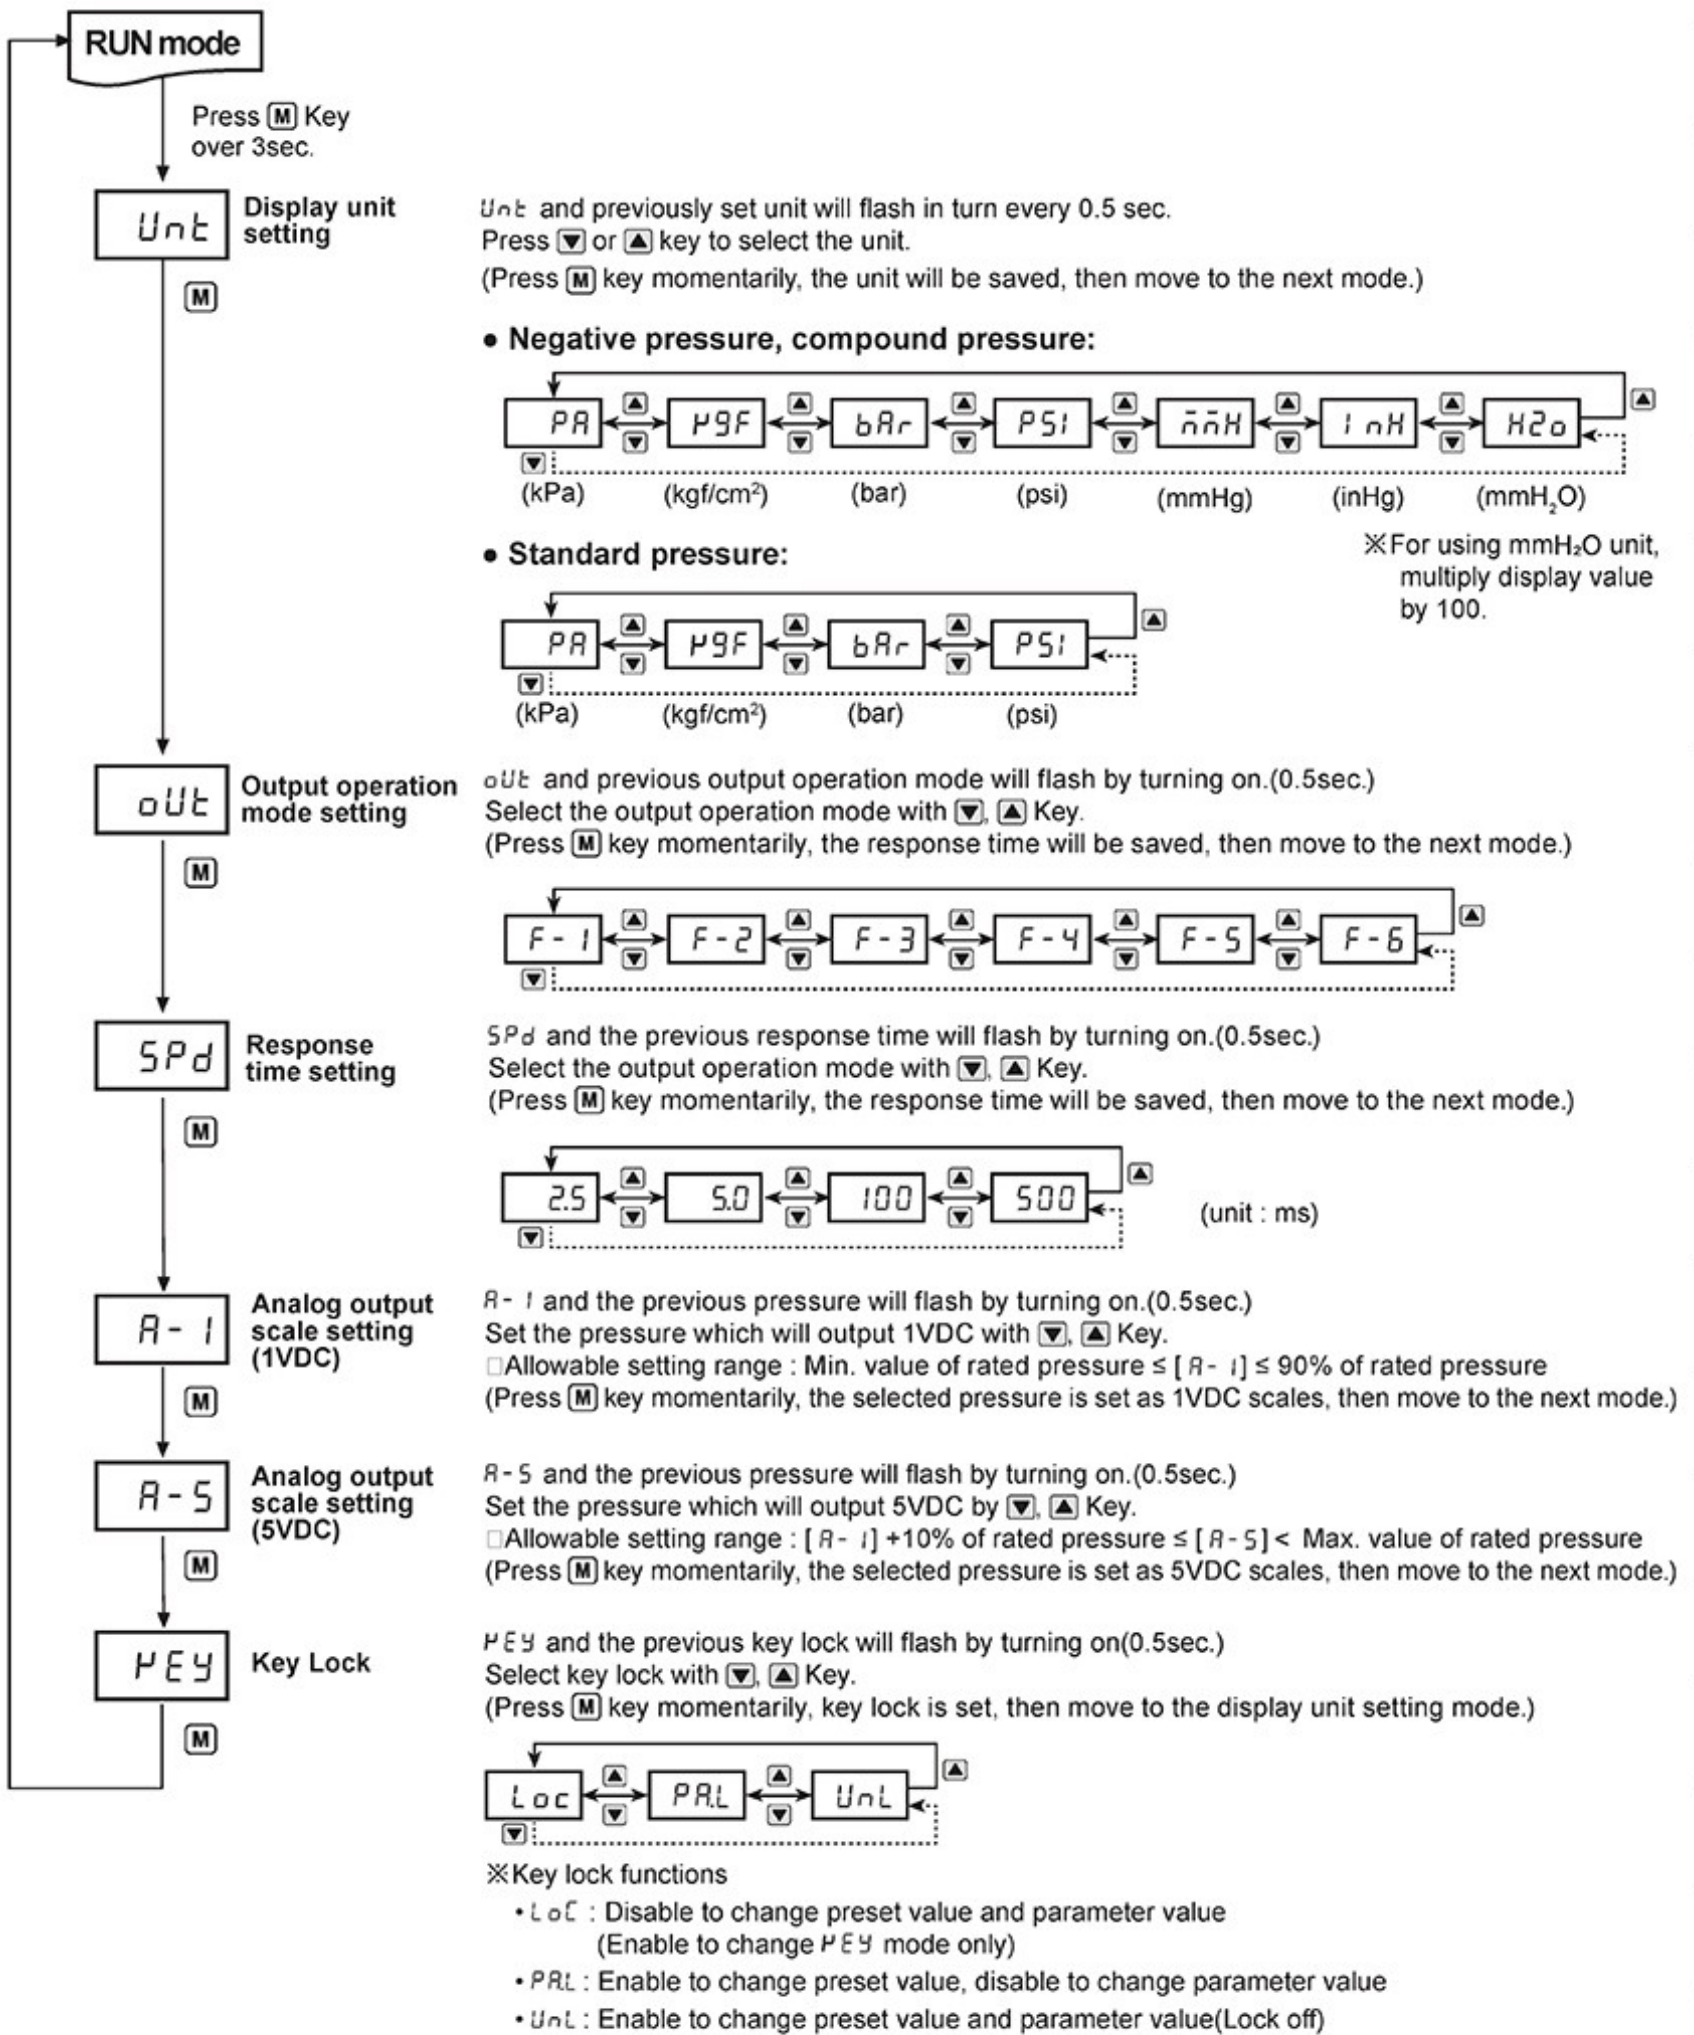 RUN mode
Press M Key
over 3sec.
Unt
Display unit
setting
M
Unt and previously set unit will flash in turn every 0.5 sec.
Press ▼ or ▲ key to select the unit.
(Press M key momentarily, the unit will be saved, then move to the next mode.)
● Negative pressure, compound pressure:
▲
PA ▲ ▼ KgF ▲ ▼ bAr ▲ ▼ PSI ▲ ▼ mmH ▲ ▼ InH ▲ ▼ H2o
▼
(kPa) (kgf/cm²) (bar) (psi) (mmHg) (inHg) (mmH₂O)
※For using mmH₂O unit,
multiply display value
by 100.
● Standard pressure:
▲
PA ▲ ▼ KgF ▲ ▼ bAr ▲ ▼ PSI
▼
(kPa) (kgf/cm²) (bar) (psi)
oUt
Output operation
mode setting
M
oUt and previous output operation mode will flash by turning on.(0.5sec.)
Select the output operation mode with ▼, ▲ Key.
(Press M key momentarily, the response time will be saved, then move to the next mode.)
▲
F-1 ▲ ▼ F-2 ▲ ▼ F-3 ▲ ▼ F-4 ▲ ▼ F-5 ▲ ▼ F-6
▼
SPd
Response
time setting
M
SPd and the previous response time will flash by turning on.(0.5sec.)
Select the output operation mode with ▼, ▲ Key.
(Press M key momentarily, the response time will be saved, then move to the next mode.)
▲
2.5 ▲ ▼ 5.0 ▲ ▼ 100 ▲ ▼ 500
▼
(unit : ms)
A-1
Analog output
scale setting
(1VDC)
M
A-1 and the previous pressure will flash by turning on.(0.5sec.)
Set the pressure which will output 1VDC with ▼, ▲ Key.
□Allowable setting range : Min. value of rated pressure ≤ [A-1] ≤ 90% of rated pressure
(Press M key momentarily, the selected pressure is set as 1VDC scales, then move to the next mode.)
A-5
Analog output
scale setting
(5VDC)
M
A-5 and the previous pressure will flash by turning on.(0.5sec.)
Set the pressure which will output 5VDC by ▼, ▲ Key.
□Allowable setting range : [A-1] +10% of rated pressure ≤ [A-5] < Max. value of rated pressure
(Press M key momentarily, the selected pressure is set as 5VDC scales, then move to the next mode.)
KEY
Key Lock
M
KEY and the previous key lock will flash by turning on(0.5sec.)
Select key lock with ▼, ▲ Key.
(Press M key momentarily, key lock is set, then move to the display unit setting mode.)
▲
Loc ▲ ▼ PA.L ▲ ▼ UnL
▼
※Key lock functions
• LoC : Disable to change preset value and parameter value
(Enable to change KEY mode only)
• PA.L : Enable to change preset value, disable to change parameter value
• UnL : Enable to change preset value and parameter value(Lock off)